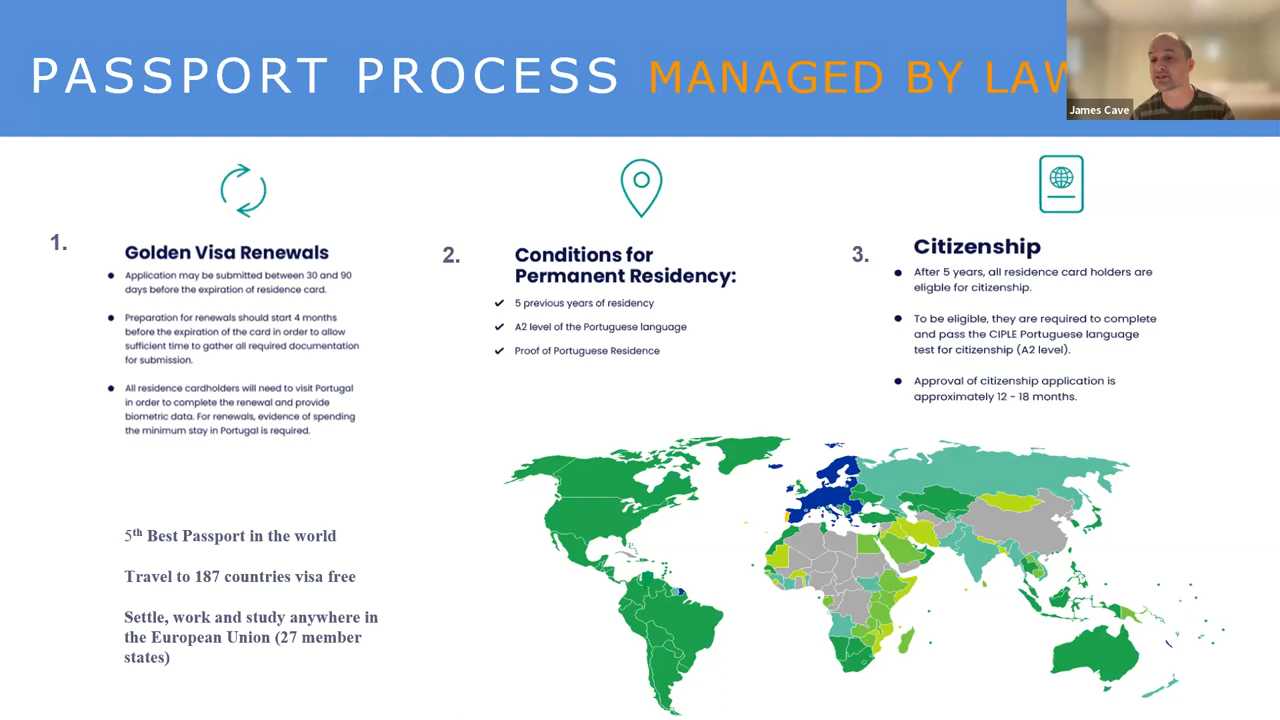 PASSPORT PROCESS MANAGED BY LAW
James Cave
1.
Golden Visa Renewals
Application may be submitted between 30 and 90
days before the expiration of residence card.
Preparation for renewals should start 4 months
before the expiration of the card in order to allow
sufficient time to gather all required documentation
for submission.
All residence cardholders will need to visit Portugal
in order to complete the renewal and provide
biometric data. For renewals, evidence of spending
the minimum stay in Portugal is required.
2.
Conditions for
Permanent Residency:
5 previous years of residency
A2 level of the Portuguese language
Proof of Portuguese Residence
3.
Citizenship
After 5 years, all residence card holders are
eligble for citizenship.
To be eligible, they are required to complete
and pass the CIPLE Portuguese language
test for citizenship (A2 level).
Approval of citizenship application is
approximately 12 - 18 months.
5th Best Passport in the world
Travel to 187 countries visa free
Settle, work and study anywhere in
the European Union (27 member
states)